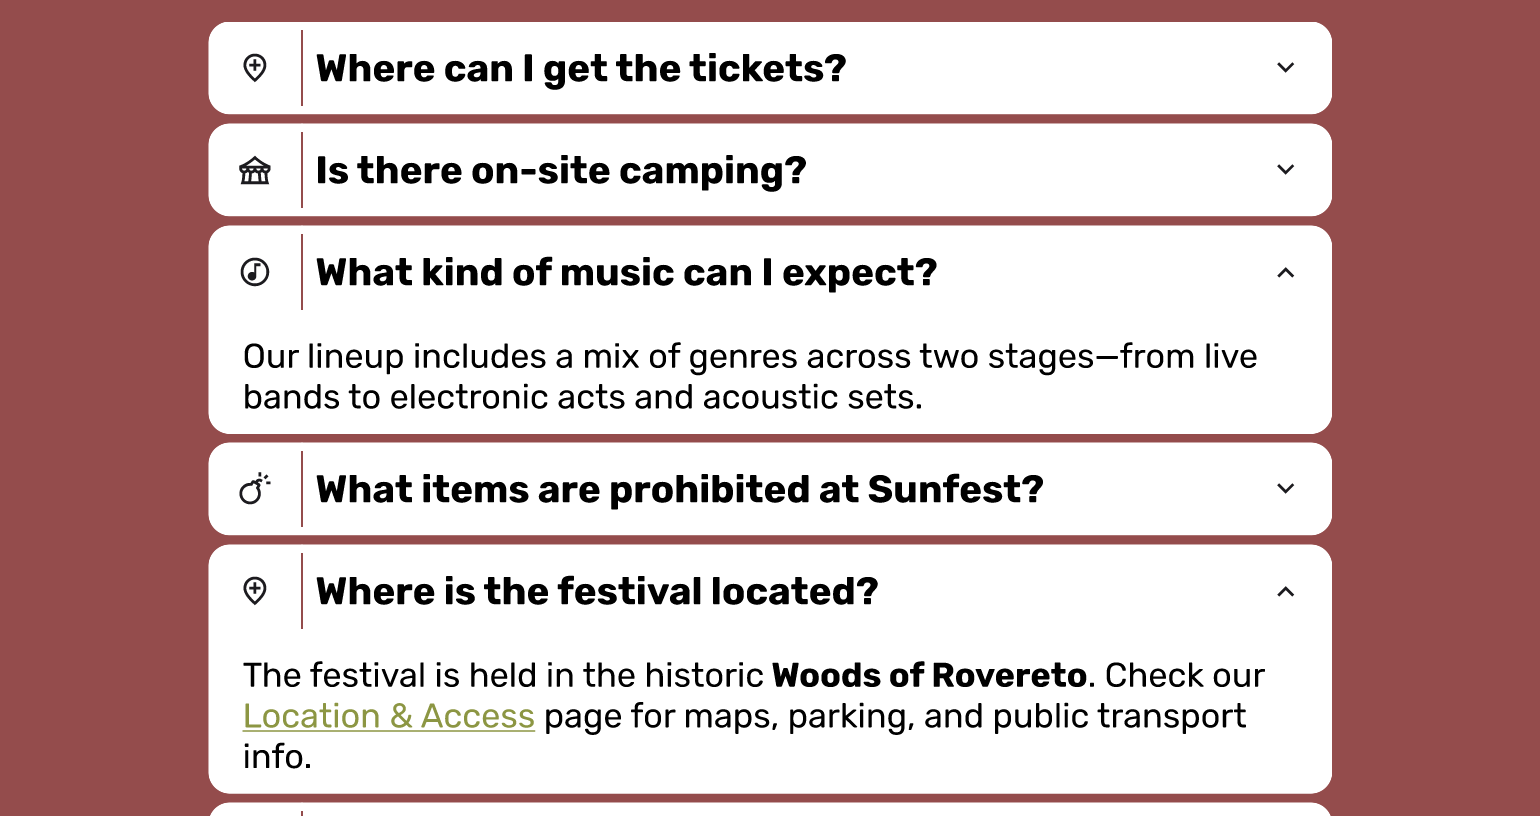 Where can I get the tickets?
Is there on-site camping?
What kind of music can I expect?
Our lineup includes a mix of genres across two stages—from live
bands to electronic acts and acoustic sets.
What items are prohibited at Sunfest?
Where is the festival located?
The festival is held in the historic Woods of Rovereto. Check our
Location & Access page for maps, parking, and public transport
info.